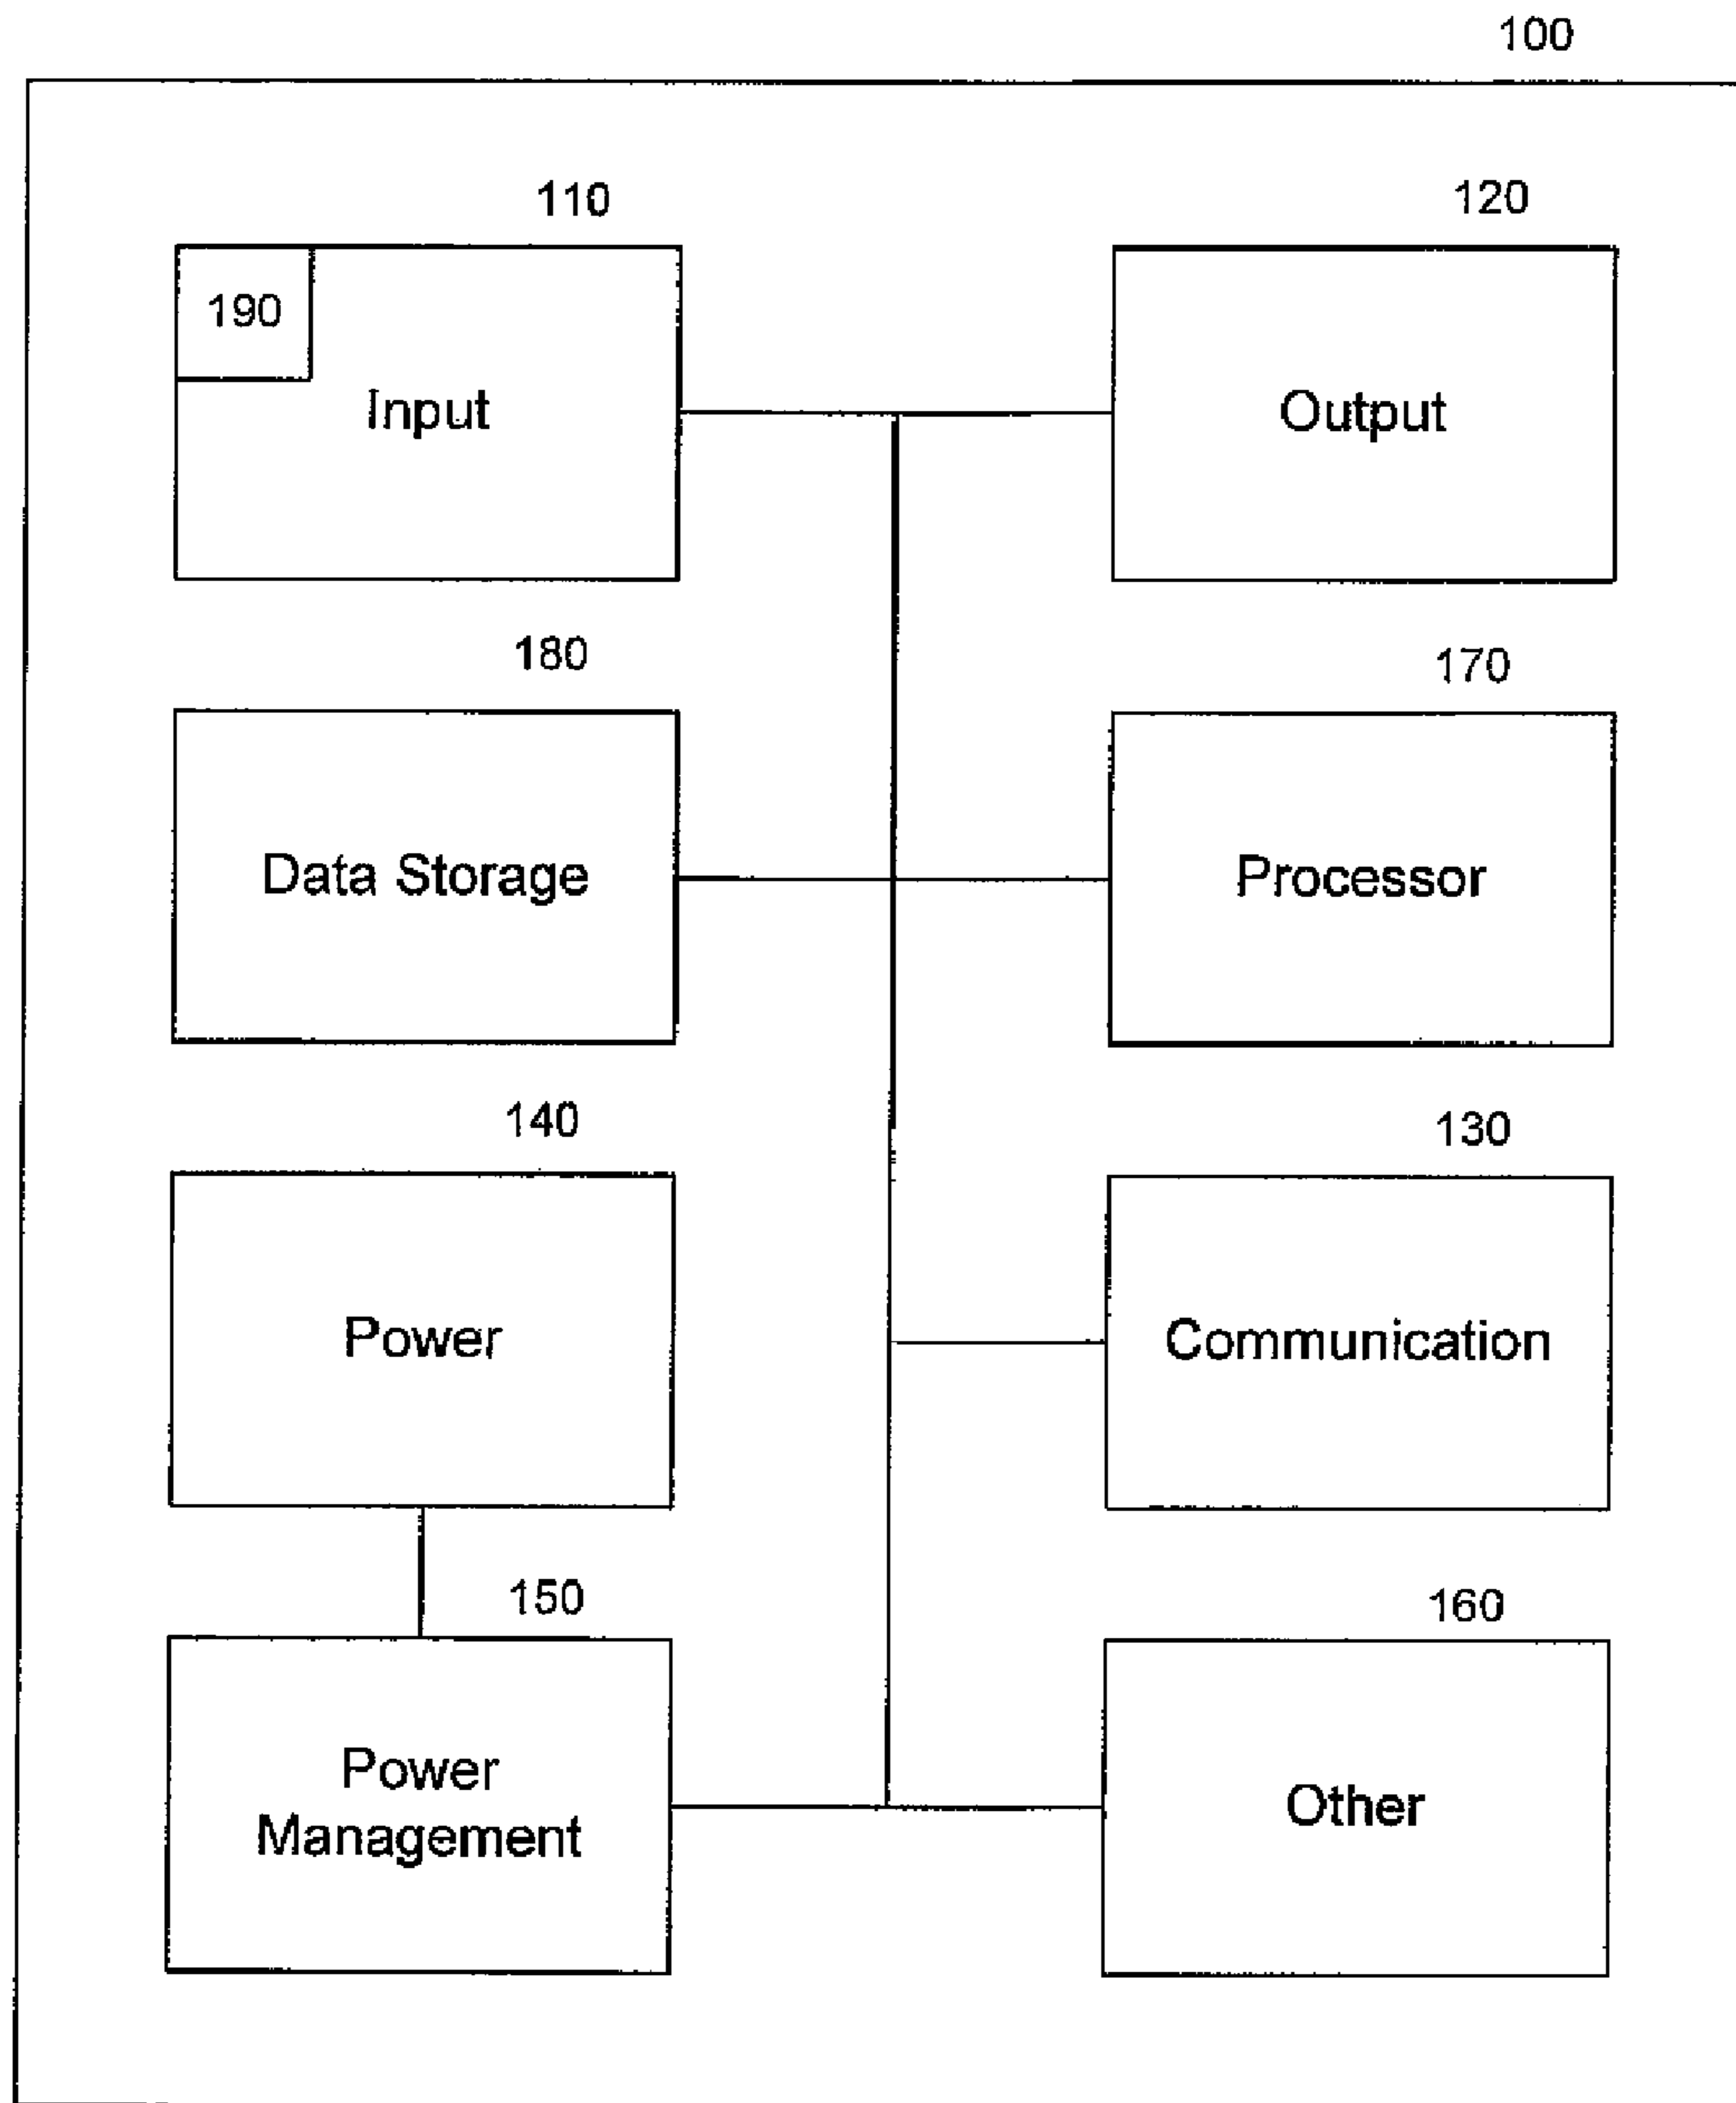 100
110
120
190
Input
Output
180
170
Data Storage
Processor
140
130
Power
Communication
150
160
Power
Management
Other